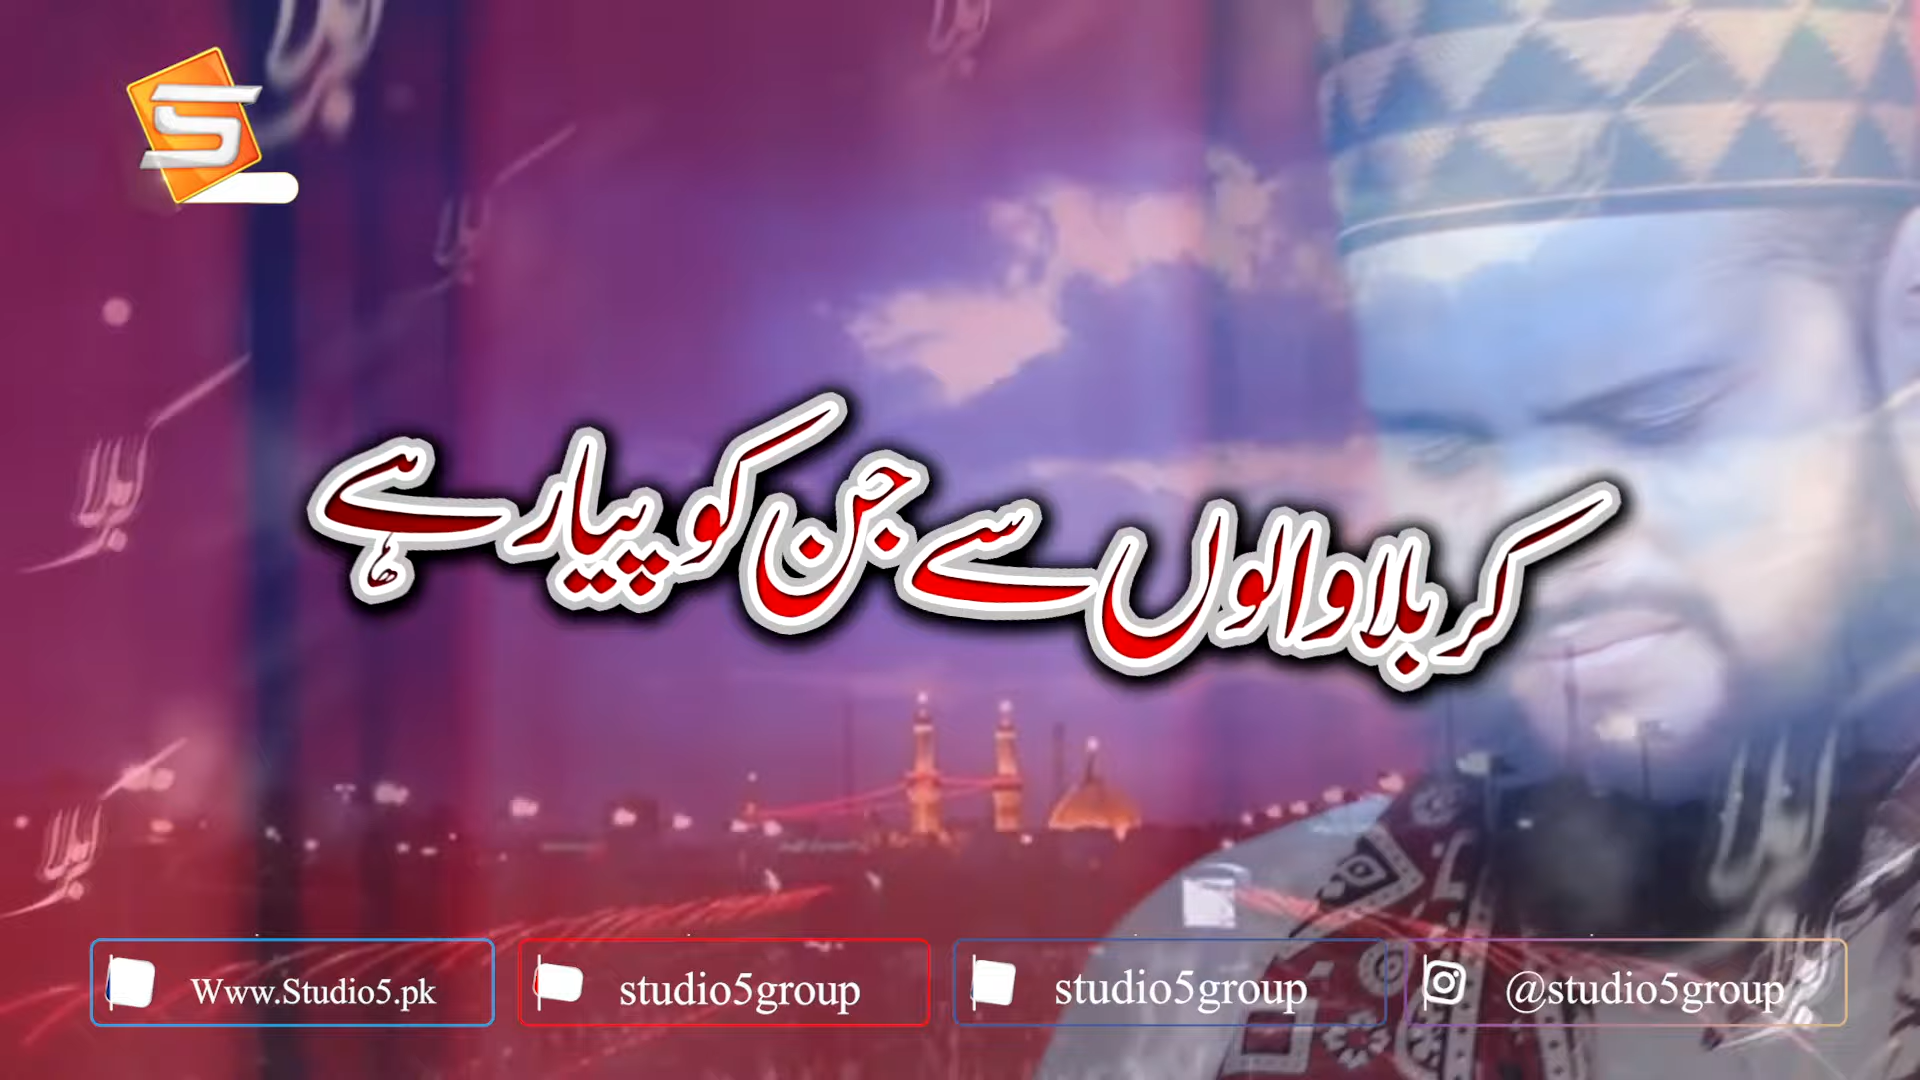 S
کربلا والوں سے جن کو پیار ہے
Www.Studio5.pk
studio5group
studio5group
@studio5group